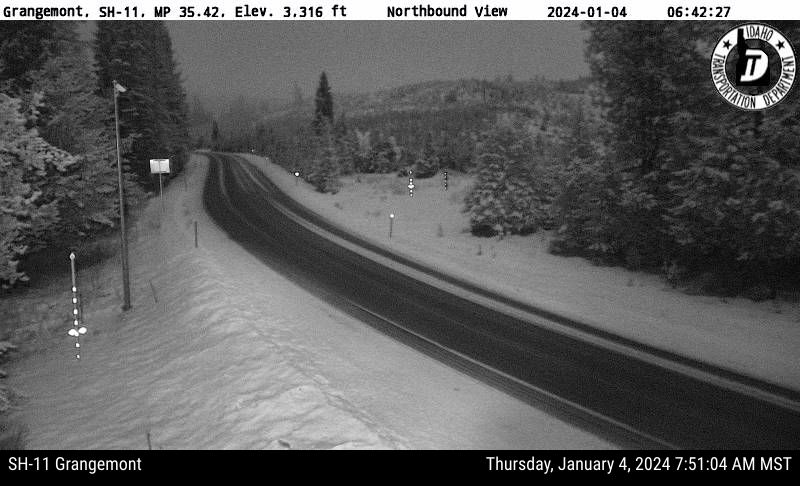 Grangemont, SH-11, MP 35.42, Elev. 3,316 ft Northbound View 2024-01-04 06:42:27
IDAHO
TRANSPORTATION DEPARTMENT
SH-11 Grangemont Thursday, January 4, 2024 7:51:04 AM MST